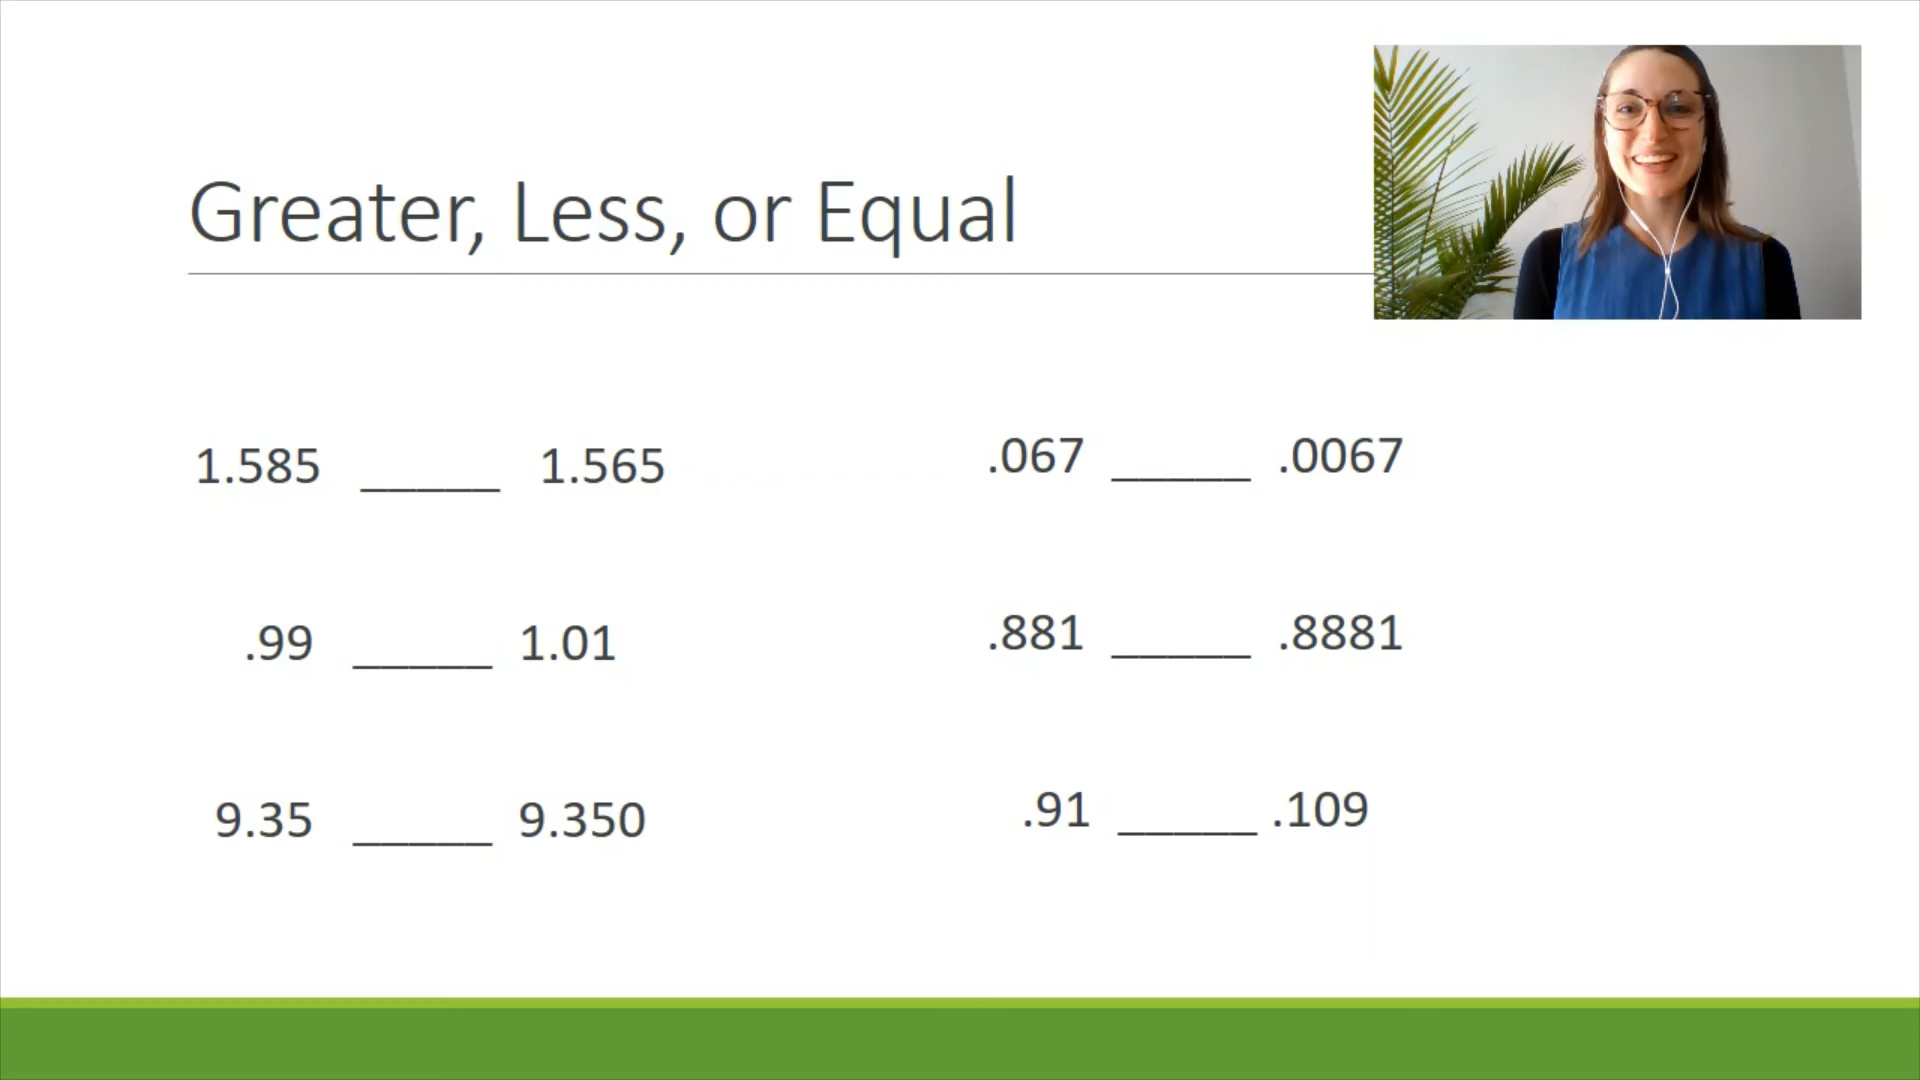 Greater, Less, or Equal
1.585 _____ 1.565
.99 _____ 1.01
9.35 _____ 9.350
.067 _____ .0067
.881 _____ .8881
.91 _____ .109